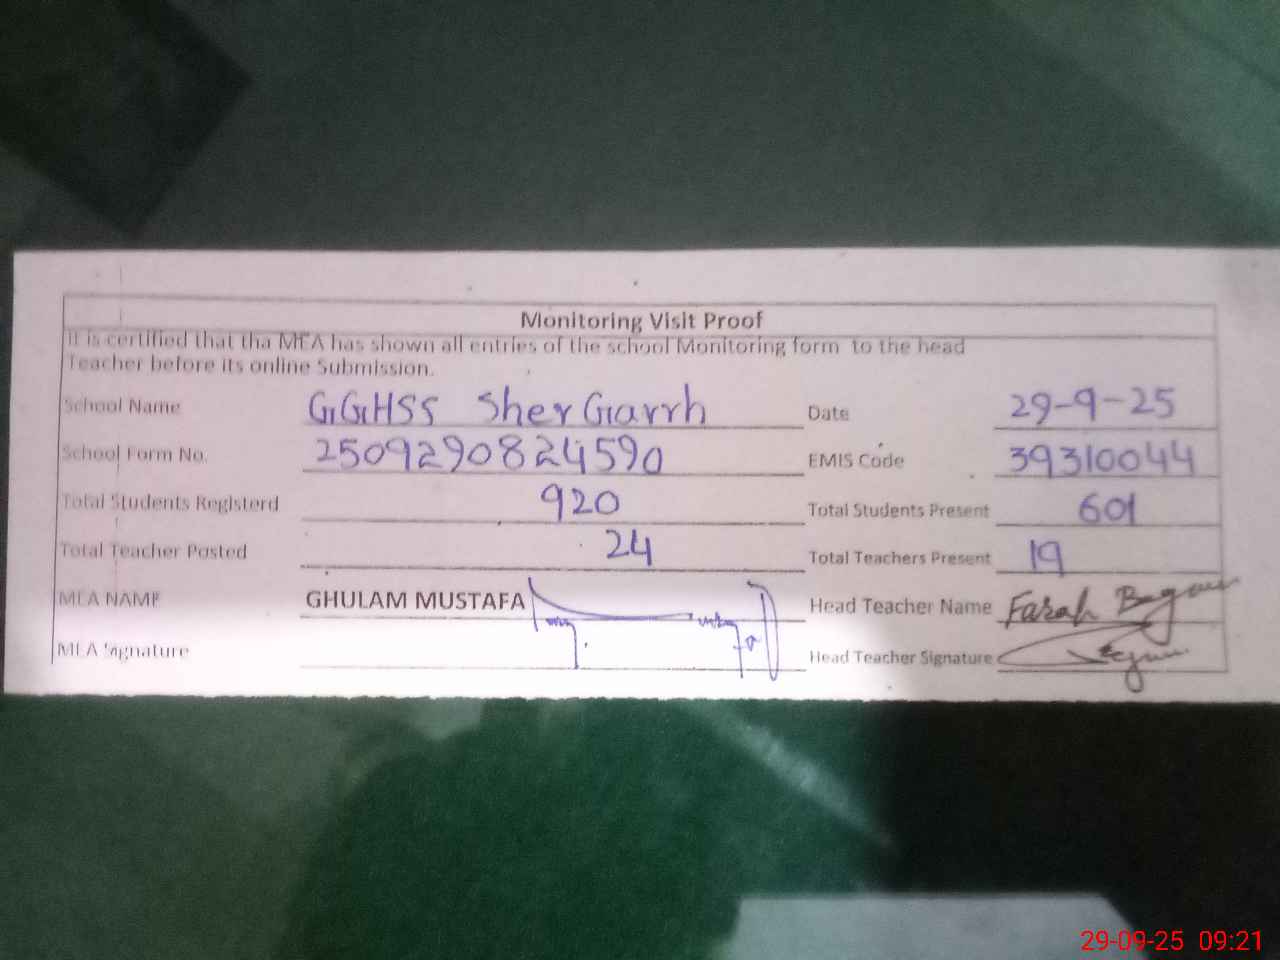 Monitoring Visit Proof
It is certified that tha MEA has shown all entries of the school Monitoring form to the head
Teacher before its online Submission.
School Name GGHSS Sher Garrh Date 29-9-25
School Form No. 2509290824590 EMIS Code 39310044
Total Students Registerd 920 Total Students Present 601
Total Teacher Posted 24 Total Teachers Present 19
MEA NAME GHULAM MUSTAFA Head Teacher Name Farah
MEA Signature Head Teacher Signature
29-09-25 09:21